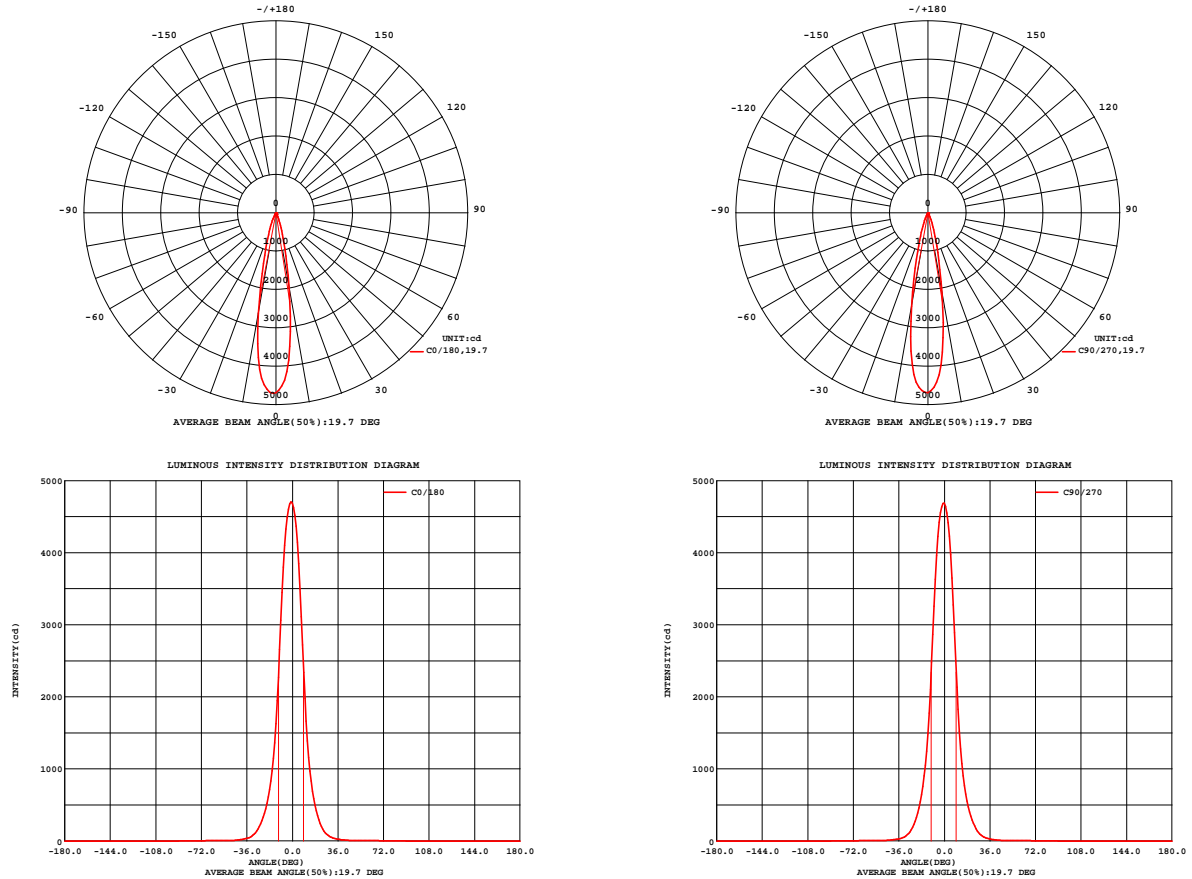 -/+180
-150
150
-120
120
-90
90
0
1000
2000
3000
4000
5000
-60
60
-30
30
0
UNIT:cd
C0/180,19.7
AVERAGE BEAM ANGLE(50%):19.7 DEG
-/+180
-150
150
-120
120
-90
90
0
1000
2000
3000
4000
5000
-60
60
-30
30
0
UNIT:cd
C90/270,19.7
AVERAGE BEAM ANGLE(50%):19.7 DEG
LUMINOUS INTENSITY DISTRIBUTION DIAGRAM
C0/180
INTENSITY(cd)
5000
4000
3000
2000
1000
0
-180.0 -144.0 -108.0 -72.0 -36.0 0.0 36.0 72.0 108.0 144.0 180.0
ANGLE(DEG)
AVERAGE BEAM ANGLE(50%):19.7 DEG
LUMINOUS INTENSITY DISTRIBUTION DIAGRAM
C90/270
INTENSITY(cd)
5000
4000
3000
2000
1000
0
-180.0 -144.0 -108.0 -72.0 -36.0 0.0 36.0 72.0 108.0 144.0 180.0
ANGLE(DEG)
AVERAGE BEAM ANGLE(50%):19.7 DEG